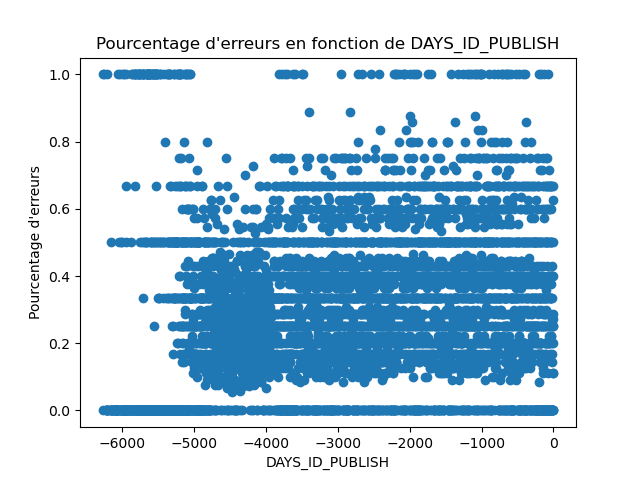 Pourcentage d'erreurs en fonction de DAYS_ID_PUBLISH
1.0
0.8
0.6
0.4
0.2
0.0
Pourcentage d'erreurs
−6000 −5000 −4000 −3000 −2000 −1000 0
DAYS_ID_PUBLISH